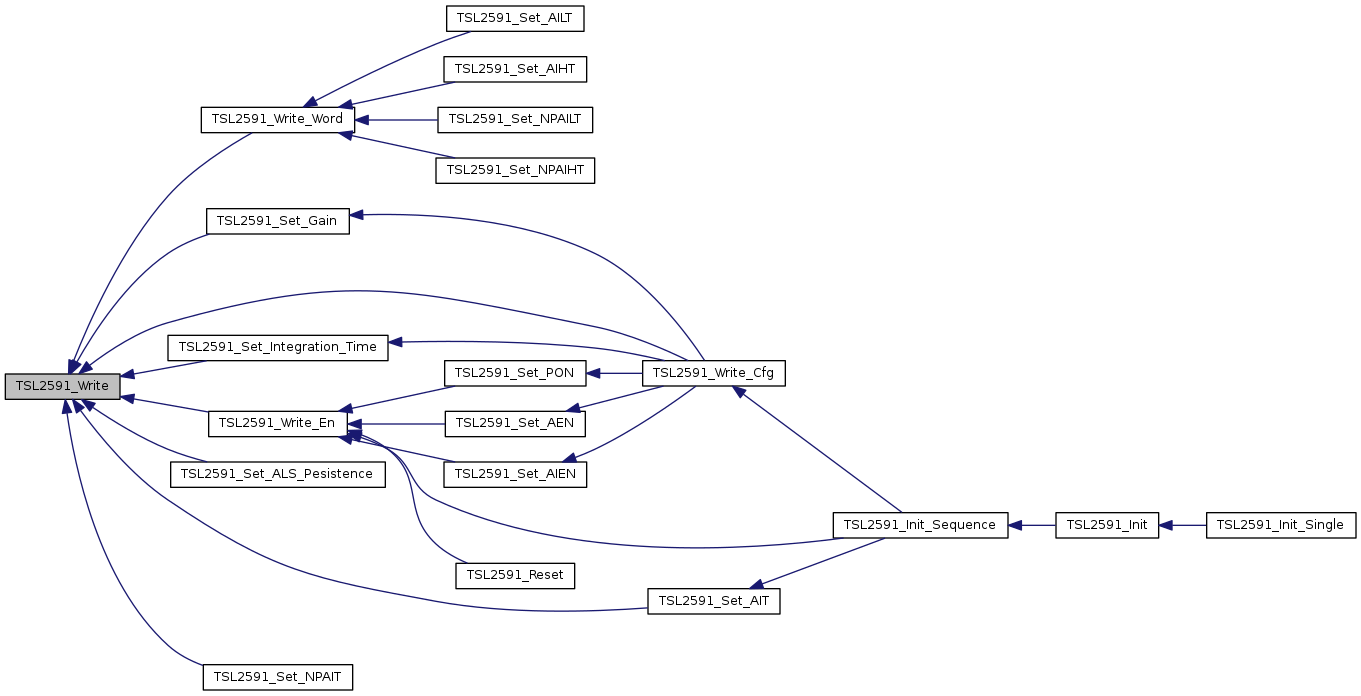 TSL2591_Set_AILT
TSL2591_Set_AIHT
TSL2591_Write_Word
TSL2591_Set_NPAILT
TSL2591_Set_NPAIHT
TSL2591_Set_Gain
TSL2591_Set_Integration_Time
TSL2591_Write
TSL2591_Set_PON
TSL2591_Write_Cfg
TSL2591_Write_En
TSL2591_Set_AEN
TSL2591_Set_ALS_Pesistence
TSL2591_Set_AIEN
TSL2591_Init_Sequence
TSL2591_Init
TSL2591_Init_Single
TSL2591_Reset
TSL2591_Set_AIT
TSL2591_Set_NPAIT